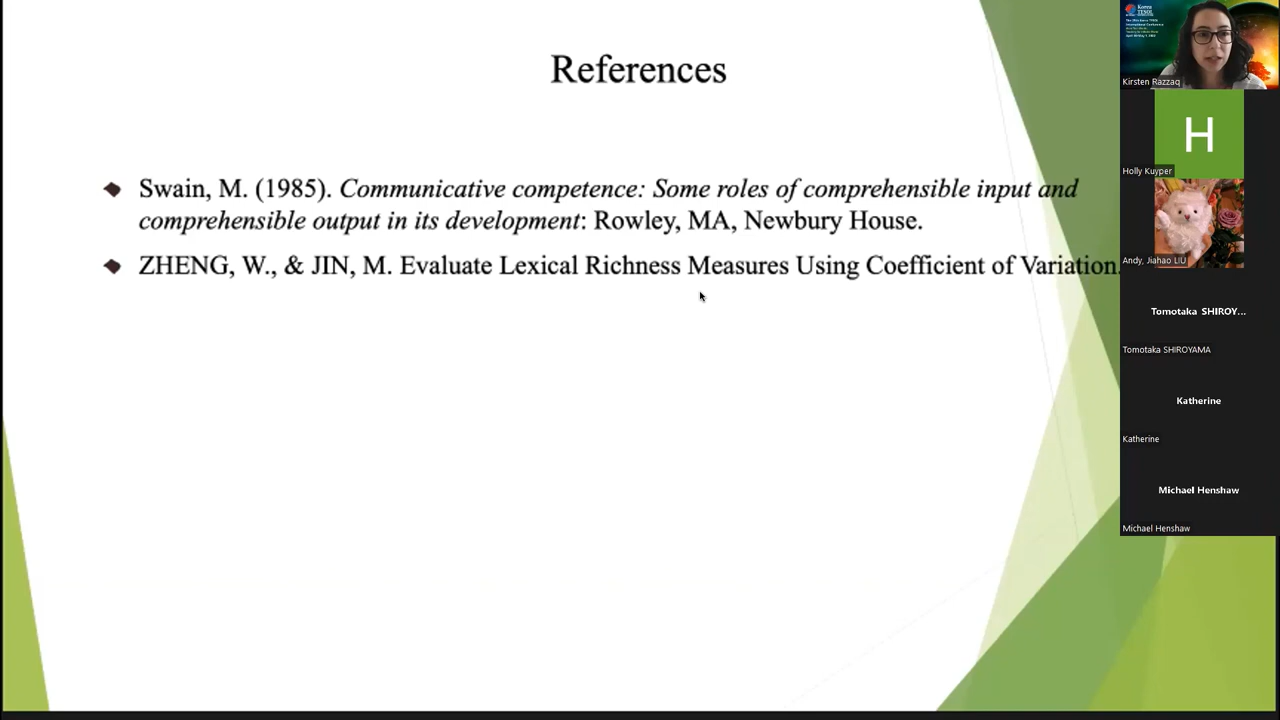 References
Swain, M. (1985). Communicative competence: Some roles of comprehensible input and
comprehensible output in its development: Rowley, MA, Newbury House.
ZHENG, W., & JIN, M. Evaluate Lexical Richness Measures Using Coefficient of Variation.
Korea
TESOL
Kirsten Razzaq
H
Holly Kuyper
Andy, Jiahao LIU
Tomotaka SHIROY...
Tomotaka SHIROYAMA
Katherine
Katherine
Michael Henshaw
Michael Henshaw